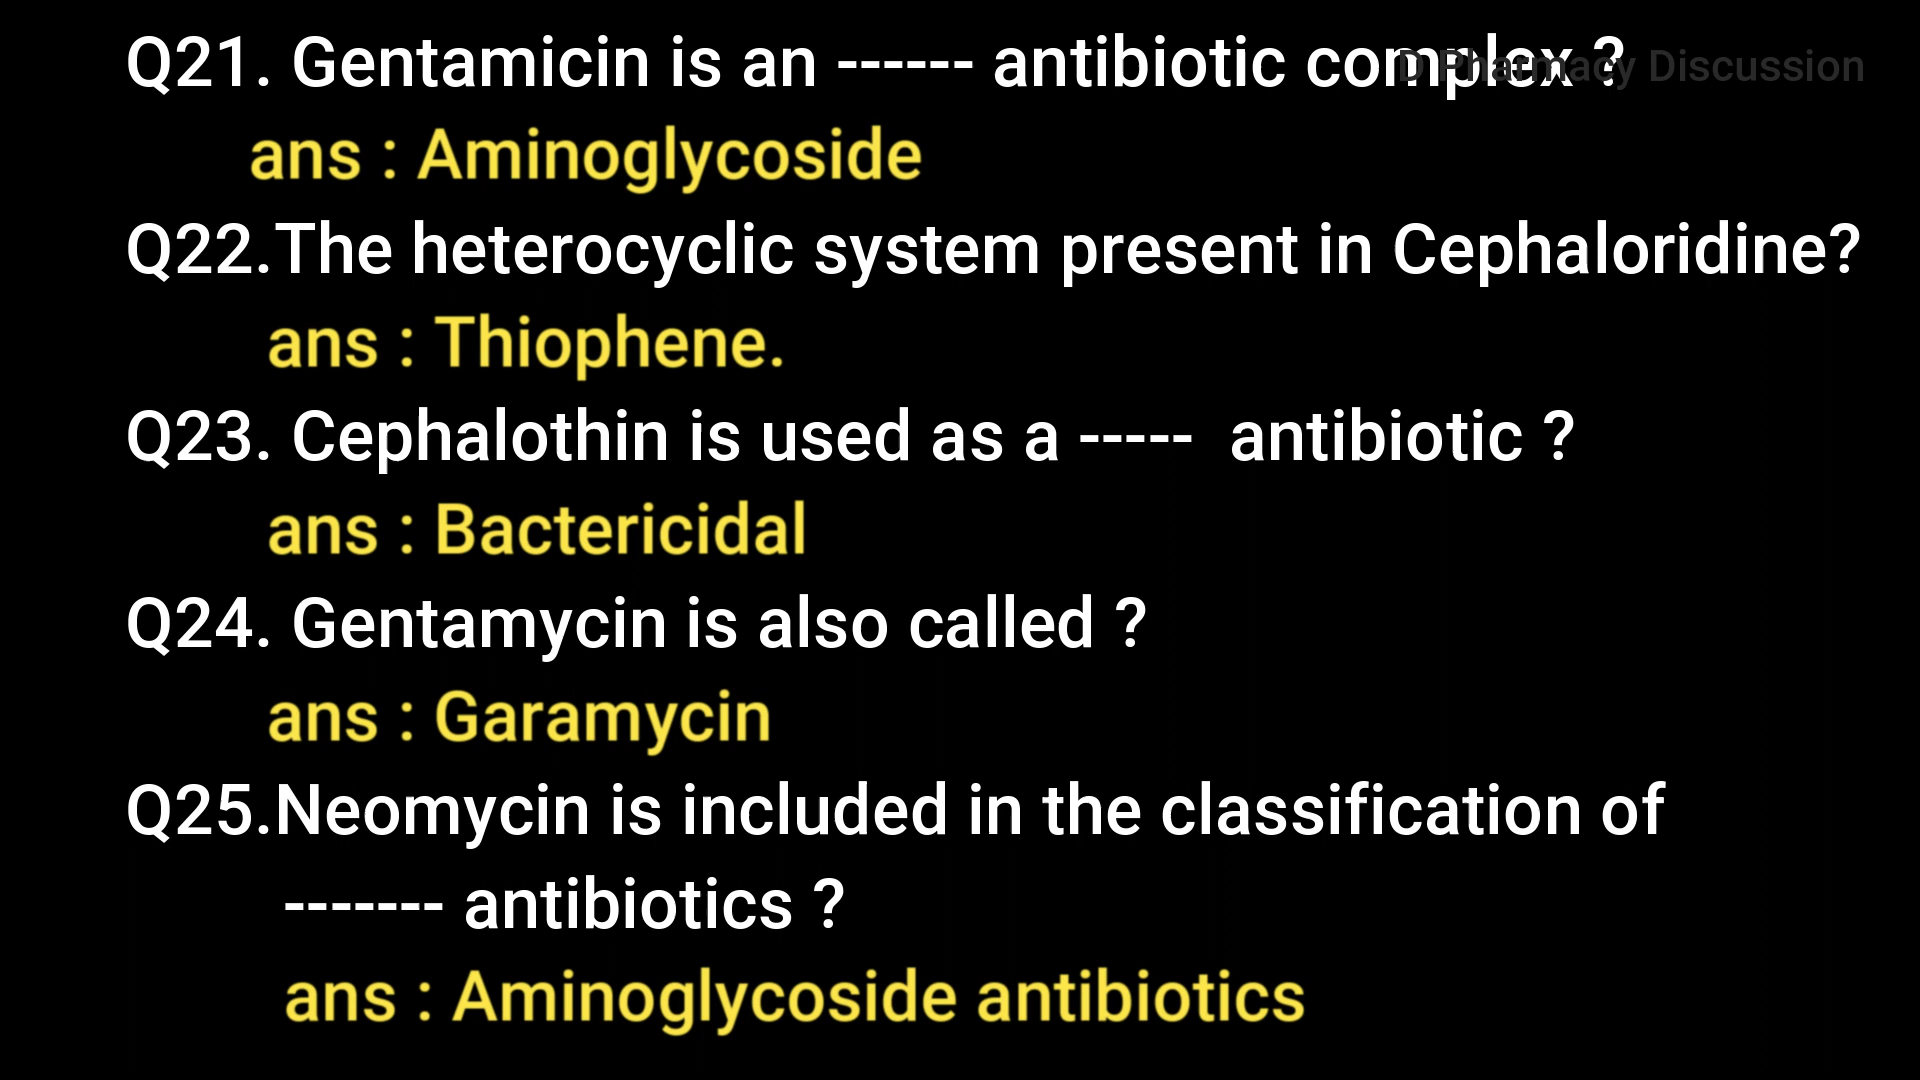 Q21. Gentamicin is an ------ antibiotic complex ?
D Pharmacy Discussion
ans : Aminoglycoside
Q22.The heterocyclic system present in Cephaloridine?
ans : Thiophene.
Q23. Cephalothin is used as a ----- antibiotic ?
ans : Bactericidal
Q24. Gentamycin is also called ?
ans : Garamycin
Q25.Neomycin is included in the classification of
------- antibiotics ?
ans : Aminoglycoside antibiotics